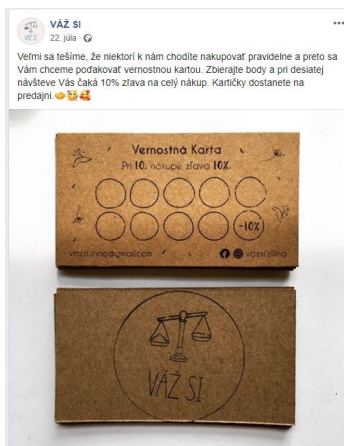 VÁŽ SI
22. júla ·
Veľmi sa tešíme, že niektorí k nám chodíte nakupovať pravidelne a preto sa
Vám chceme poďakovať vernostnou kartou. Zbierajte body a pri desiatej
návšteve Vás čaká 10% zľava na celý nákup. Kartičky dostanete na
predajni.
Vernostná Karta
Pri 10. nákupe zľava 10%.
-10%
vazsi.shop@gmail.com
vazsi.zilina
VÁŽ SI